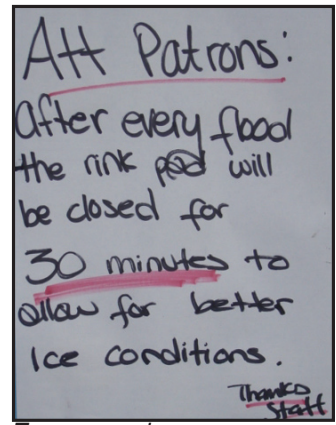 Att Patrons:
After every flood
the rink pad will
be closed for
30 minutes to
allow for better
Ice conditions.
Thanks
Staff